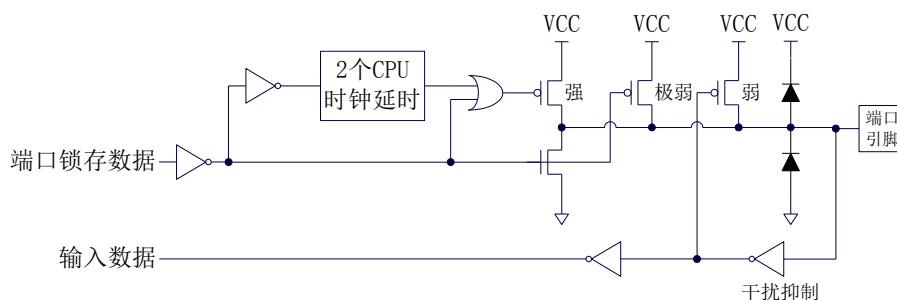 VCC VCC VCC VCC
2个CPU
时钟延时
强
极弱
弱
端口
引脚
端口锁存数据
输入数据
干扰抑制